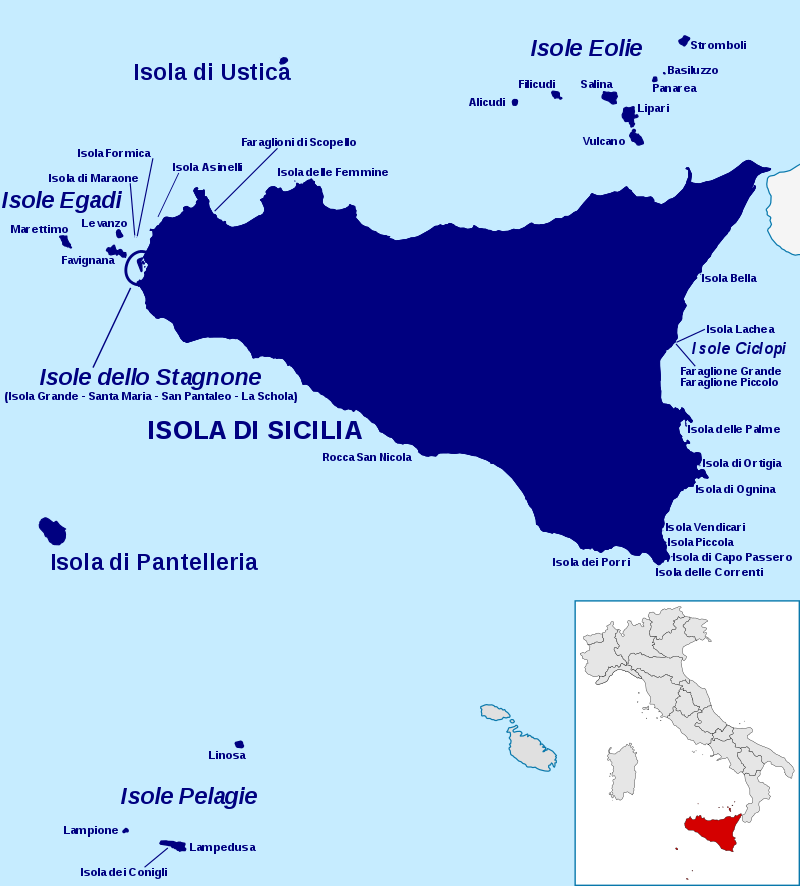 Isole Eolie
Stromboli
Isola di Ustica
Basiluzzo
Filicudi
Salina
Panarea
Alicudi
Lipari
Vulcano
Faraglioni di Scopello
Isola Formica
Isola Asinelli
Isola delle Femmine
Isola di Maraone
Isole Egadi
Levanzo
Marettimo
Favignana
Isola Bella
Isola Lachea
Isole Ciclopi
Faraglione Grande
Faraglione Piccolo
Isole dello Stagnone
(Isola Grande - Santa Maria - San Pantaleo - La Schola)
ISOLA DI SICILIA
Isola delle Palme
Rocca San Nicola
Isola di Ortigia
Isola di Ognina
Isola Vendicari
Isola Piccola
Isola di Capo Passero
Isola dei Porri
Isola delle Correnti
Isola di Pantelleria
Linosa
Isole Pelagie
Lampione
Lampedusa
Isola dei Conigli